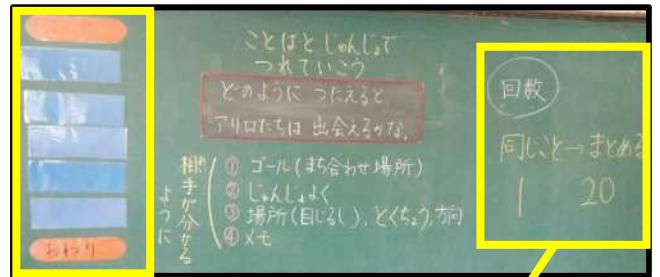 ことばとじゅんじょで
つれていこう
どのように つたえると
アリロたちは 出会えるかな。
相手が分かる
ように
① ゴール(まち合わせ場所)
② じゅんじょよく
③ 場所(目じるし)、とくちょう、方向
④ メモ
回数
同じこと→まとめる
1 20
おわり